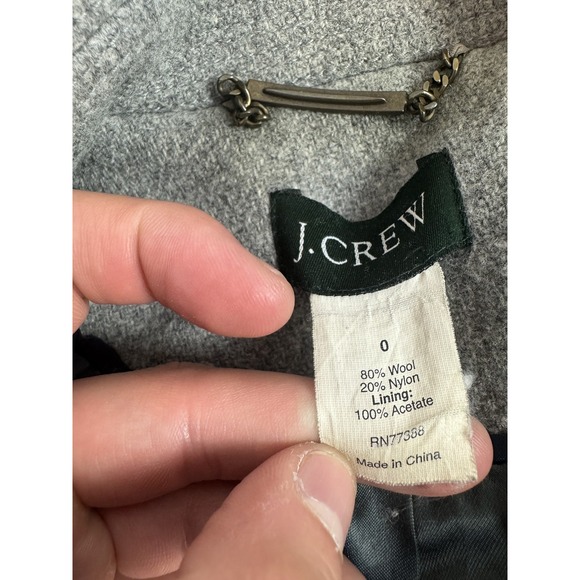 J.CREW
0
80% Wool
20% Nylon
Lining:
100% Acetate
RN77388
Made in China